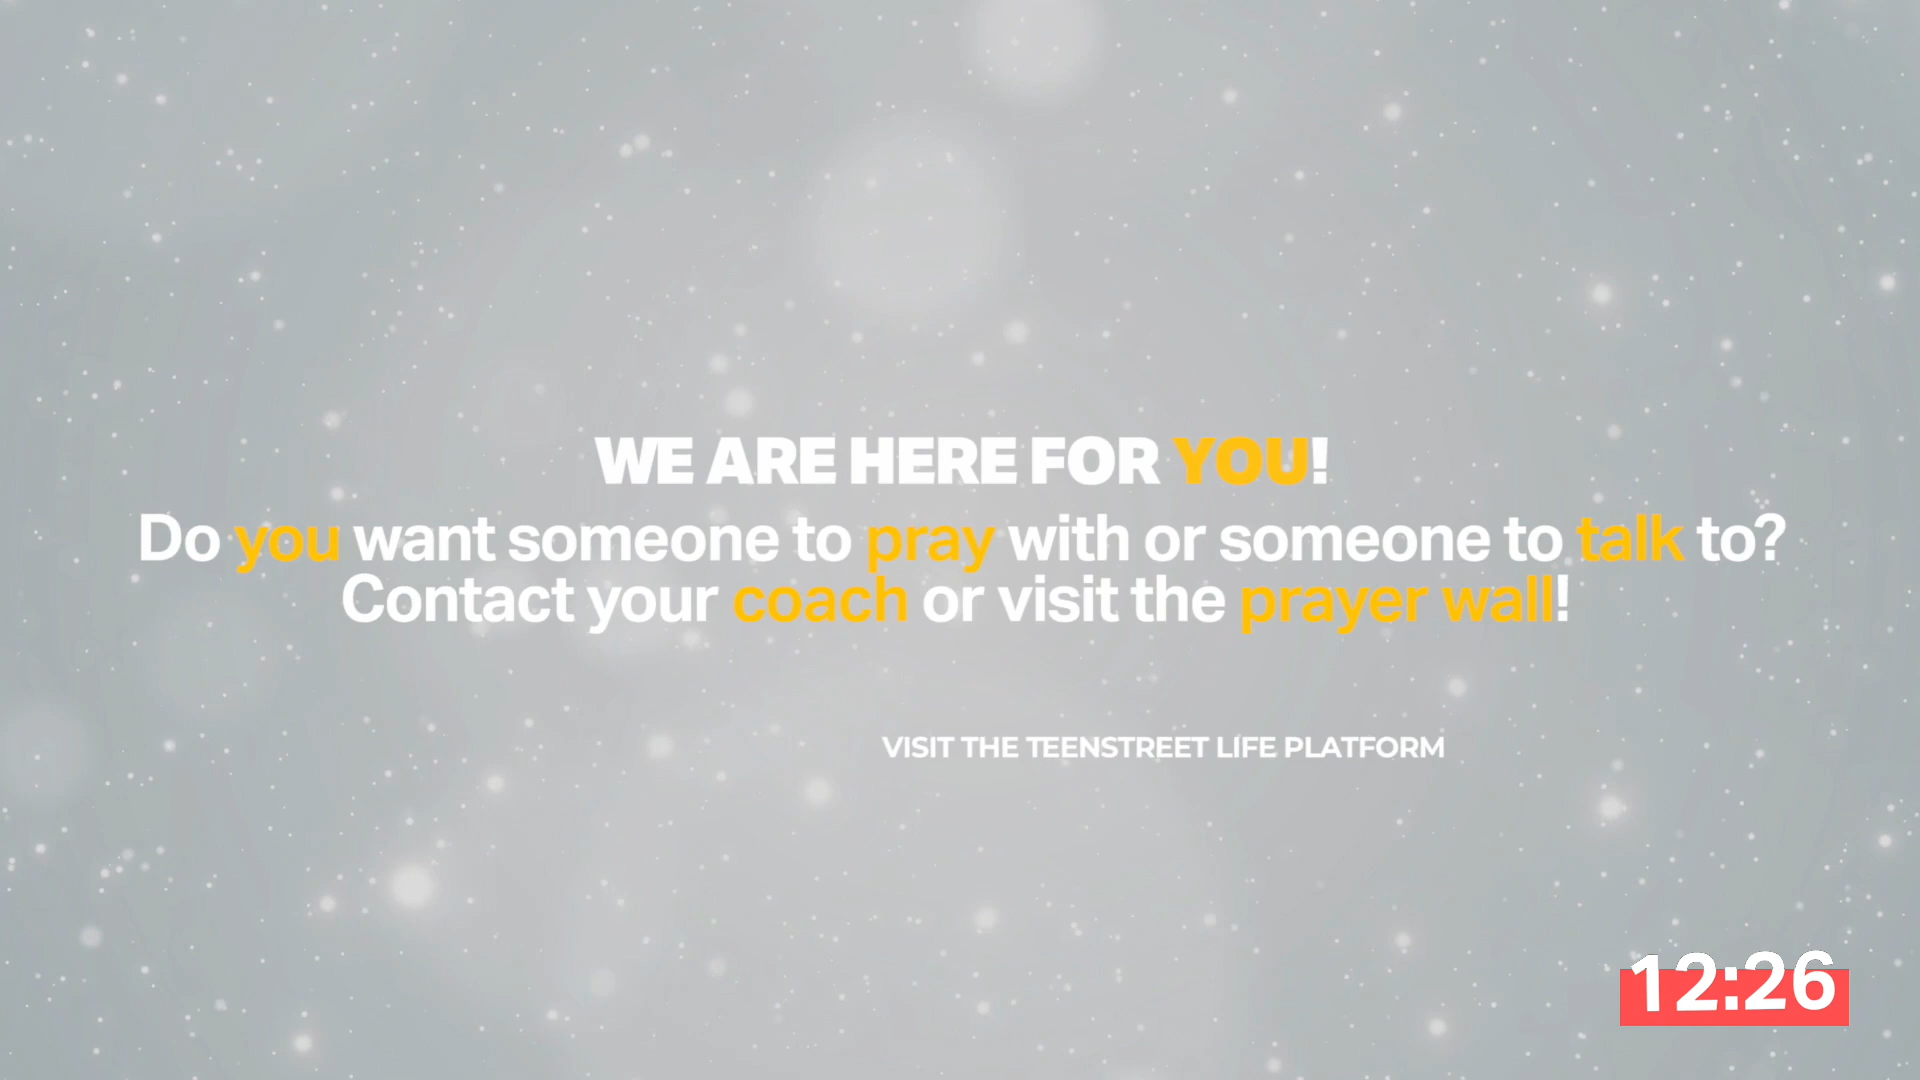 WE ARE HERE FOR YOU!
Do you want someone to pray with or someone to talk to?
Contact your coach or visit the prayer wall!
VISIT THE TEENSTREET LIFE PLATFORM
12:26